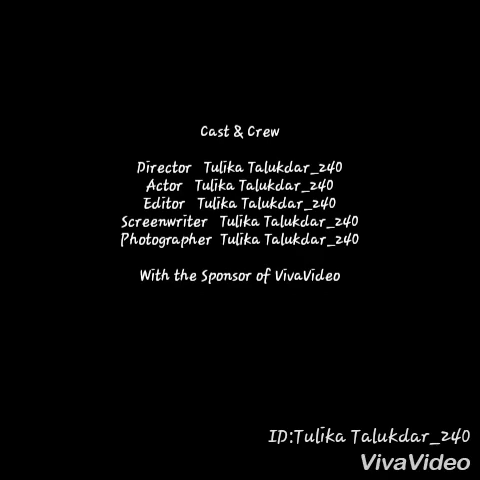 Cast & Crew
Director Tulika Talukdar_240
Actor Tulika Talukdar_240
Editor Tulika Talukdar_240
Screenwriter Tulika Talukdar_240
Photographer Tulika Talukdar_240
With the Sponsor of VivaVideo
ID:Tulika Talukdar_240
VivaVideo